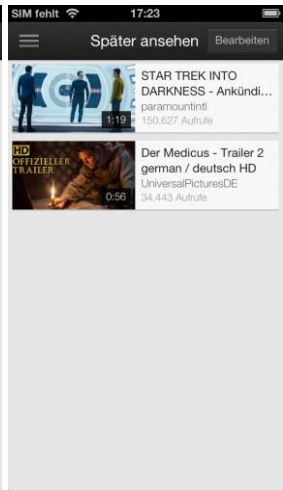 SIM fehlt 17:23
Später ansehen Bearbeiten
STAR TREK INTO
DARKNESS - Ankündi...
paramountintl
1:19
150.627 Aufrufe
HD
OFFIZIELLER
TRAILER
Der Medicus - Trailer 2
german / deutsch HD
UniversalPicturesDE
0:56
34.443 Aufrufe